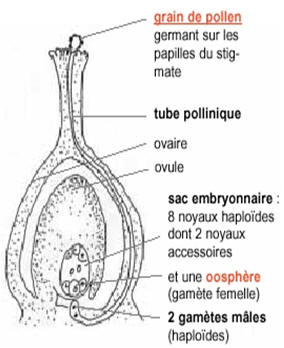 grain de pollen
germant sur les
papilles du stig-
mate
tube pollinique
ovaire
ovule
sac embryonnaire :
8 noyaux haploïdes
dont 2 noyaux
accessoires
et une oosphère
(gamète femelle)
2 gamètes mâles
(haploïdes)